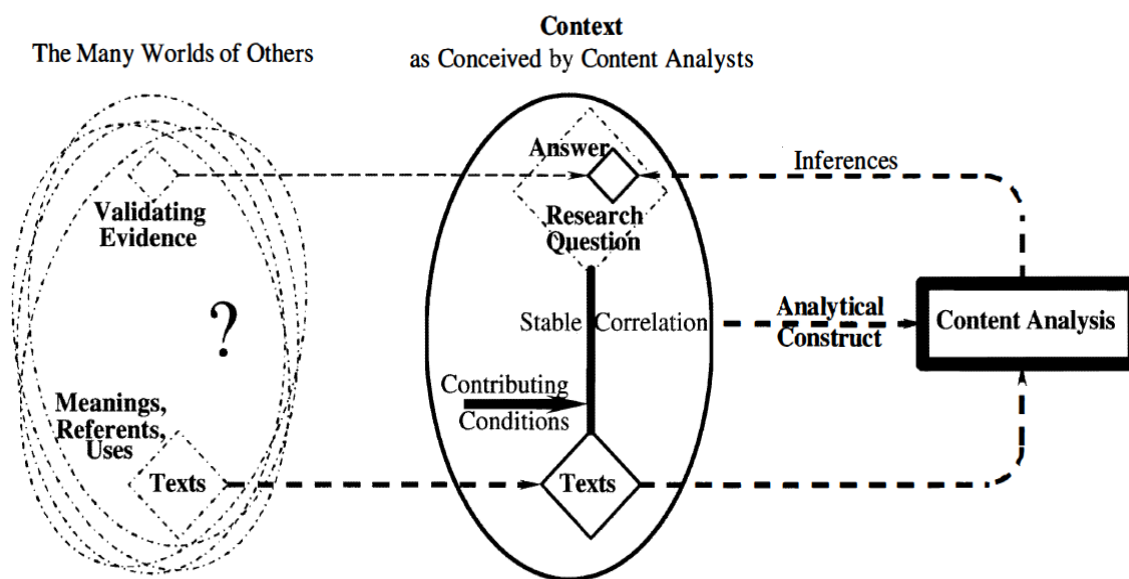 The Many Worlds of Others
Context
as Conceived by Content Analysts
Validating
Evidence
?
Meanings,
Referents,
Uses
Texts
Answer
Research
Question
Stable Correlation
Contributing
Conditions
Texts
Inferences
Analytical
Construct
Content Analysis